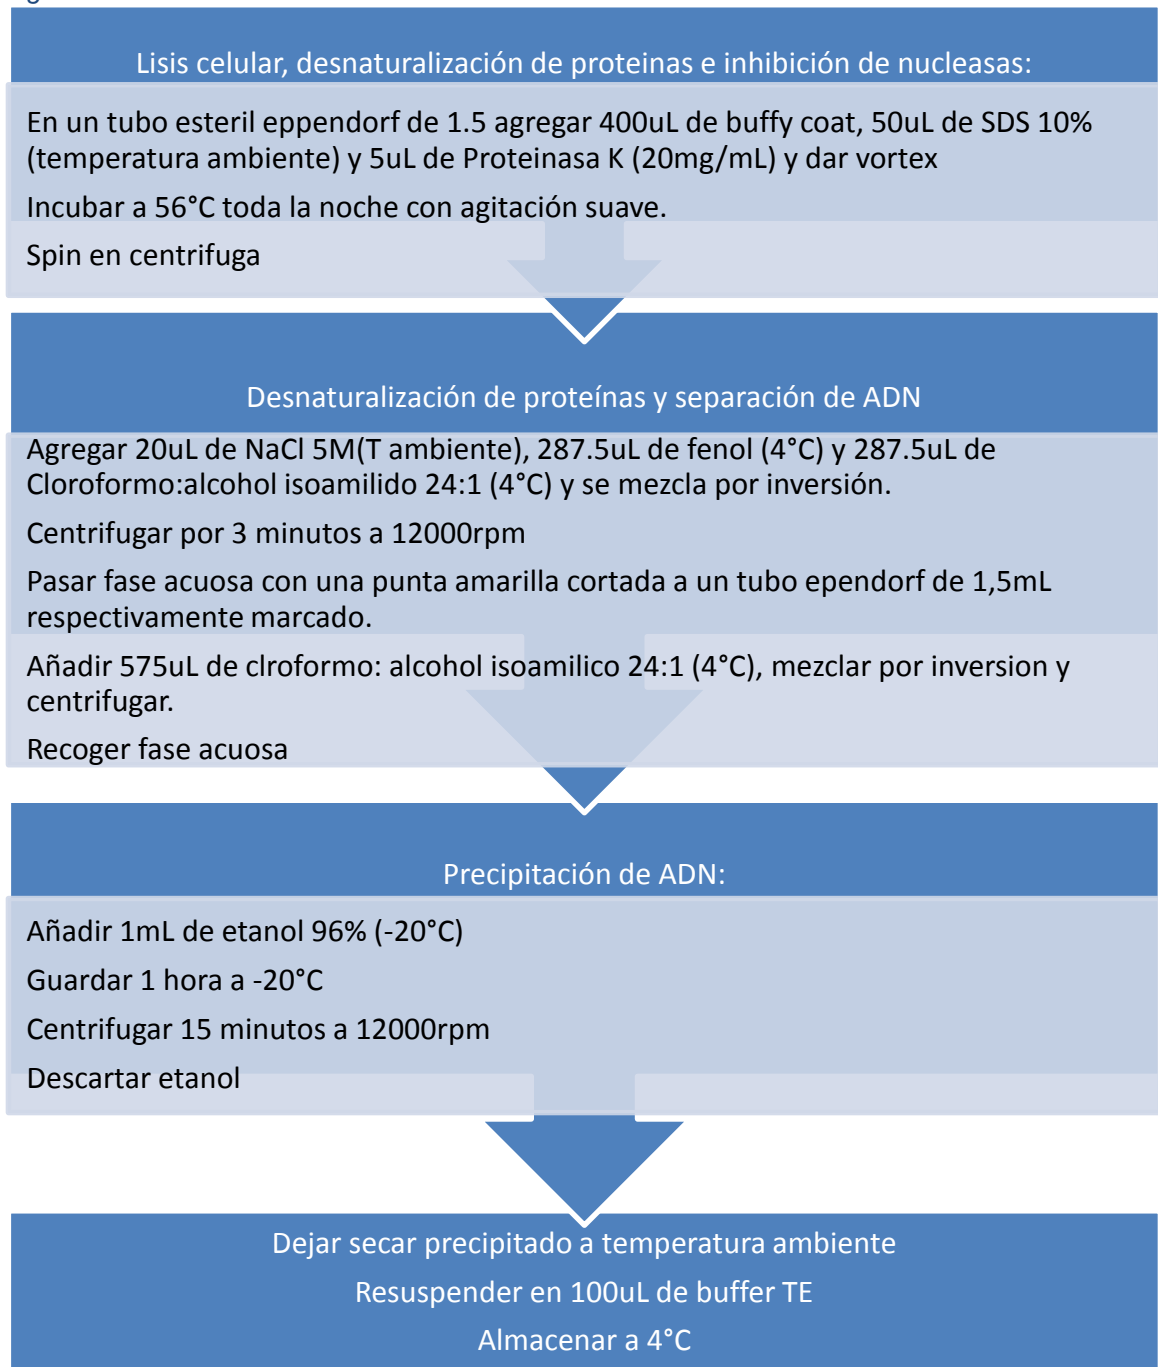 Lisis celular, desnaturalización de proteinas e inhibición de nucleasas:
En un tubo esteril eppendorf de 1.5 agregar 400uL de buffy coat, 50uL de SDS 10%
(temperatura ambiente) y 5uL de Proteinasa K (20mg/mL) y dar vortex
Incubar a 56°C toda la noche con agitación suave.
Spin en centrifuga
Desnaturalización de proteínas y separación de ADN
Agregar 20uL de NaCl 5M(T ambiente), 287.5uL de fenol (4°C) y 287.5uL de
Cloroformo:alcohol isoamilido 24:1 (4°C) y se mezcla por inversión.
Centrifugar por 3 minutos a 12000rpm
Pasar fase acuosa con una punta amarilla cortada a un tubo ependorf de 1,5mL
respectivamente marcado.
Añadir 575uL de clroformo: alcohol isoamilico 24:1 (4°C), mezclar por inversion y
centrifugar.
Recoger fase acuosa
Precipitación de ADN:
Añadir 1mL de etanol 96% (-20°C)
Guardar 1 hora a -20°C
Centrifugar 15 minutos a 12000rpm
Descartar etanol
Dejar secar precipitado a temperatura ambiente
Resuspender en 100uL de buffer TE
Almacenar a 4°C